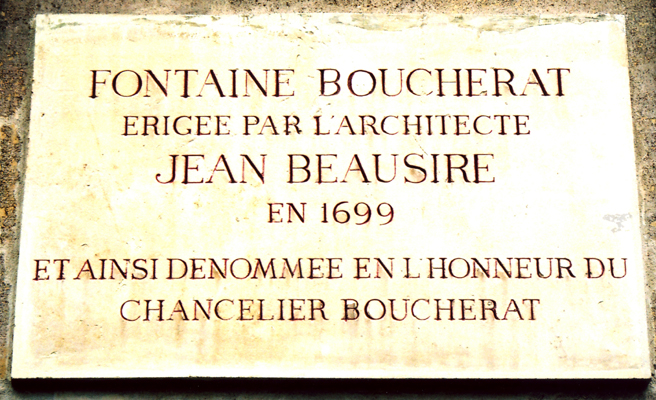 FONTAINE BOUCHERAT
ERIGEE PAR L'ARCHITECTE
JEAN BEAUSIRE
EN 1699
ET AINSI DENOMMEE EN L'HONNEUR DU
CHANCELIER BOUCHERAT